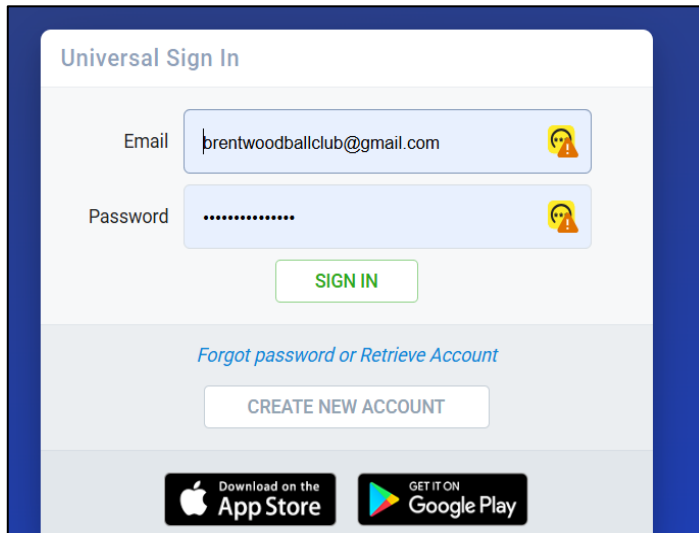 Universal Sign In
Email
brentwoodballclub@gmail.com
Password
•••••••••••••••
SIGN IN
Forgot password or Retrieve Account
CREATE NEW ACCOUNT
Download on the
App Store
GET IT ON
Google Play